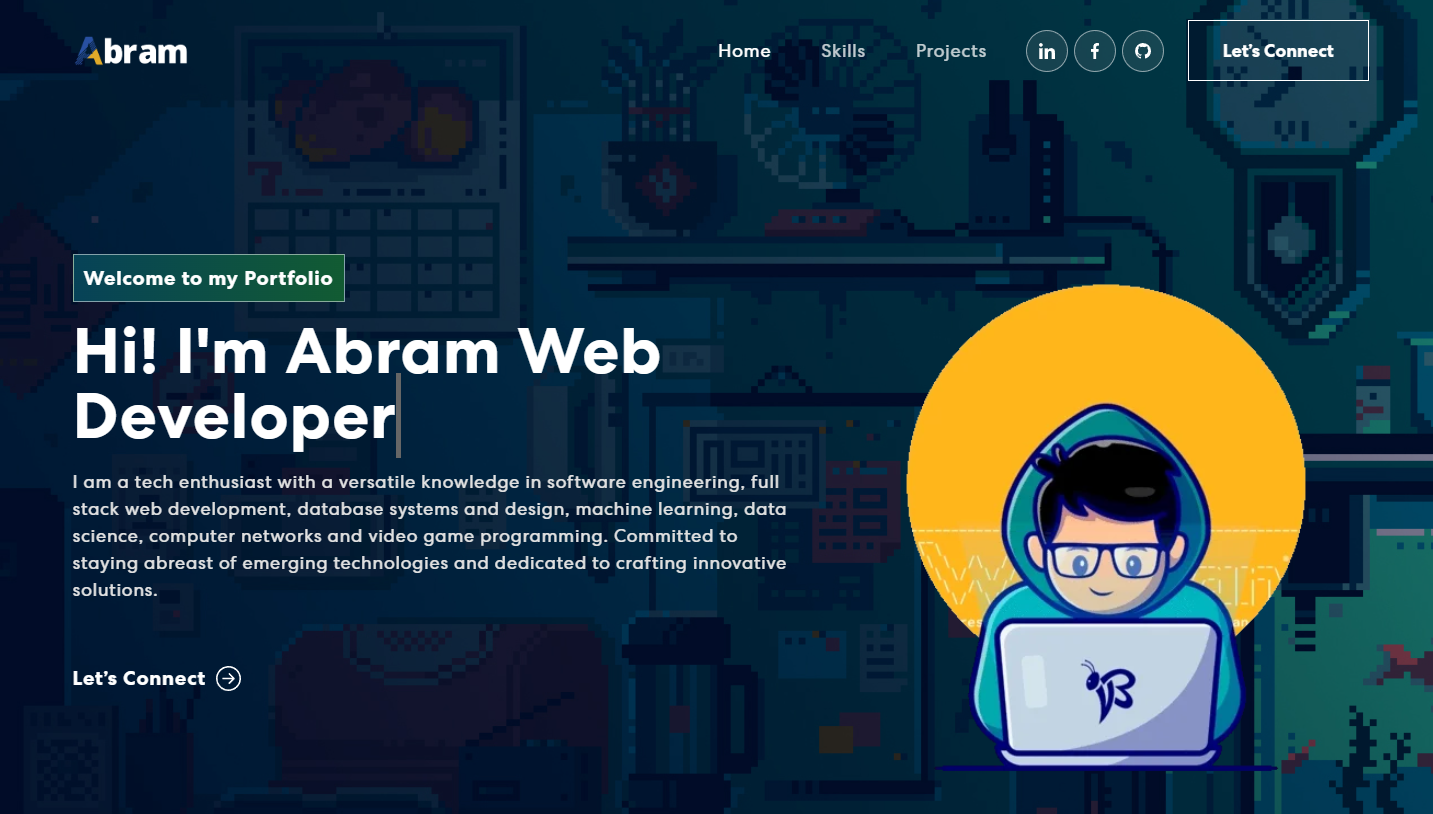 Abram
Home
Skills
Projects
Let's Connect
Welcome to my Portfolio
Hi! I'm Abram Web
Developer
I am a tech enthusiast with a versatile knowledge in software engineering, full
stack web development, database systems and design, machine learning, data
science, computer networks and video game programming. Committed to
staying abreast of emerging technologies and dedicated to crafting innovative
solutions.
Let's Connect